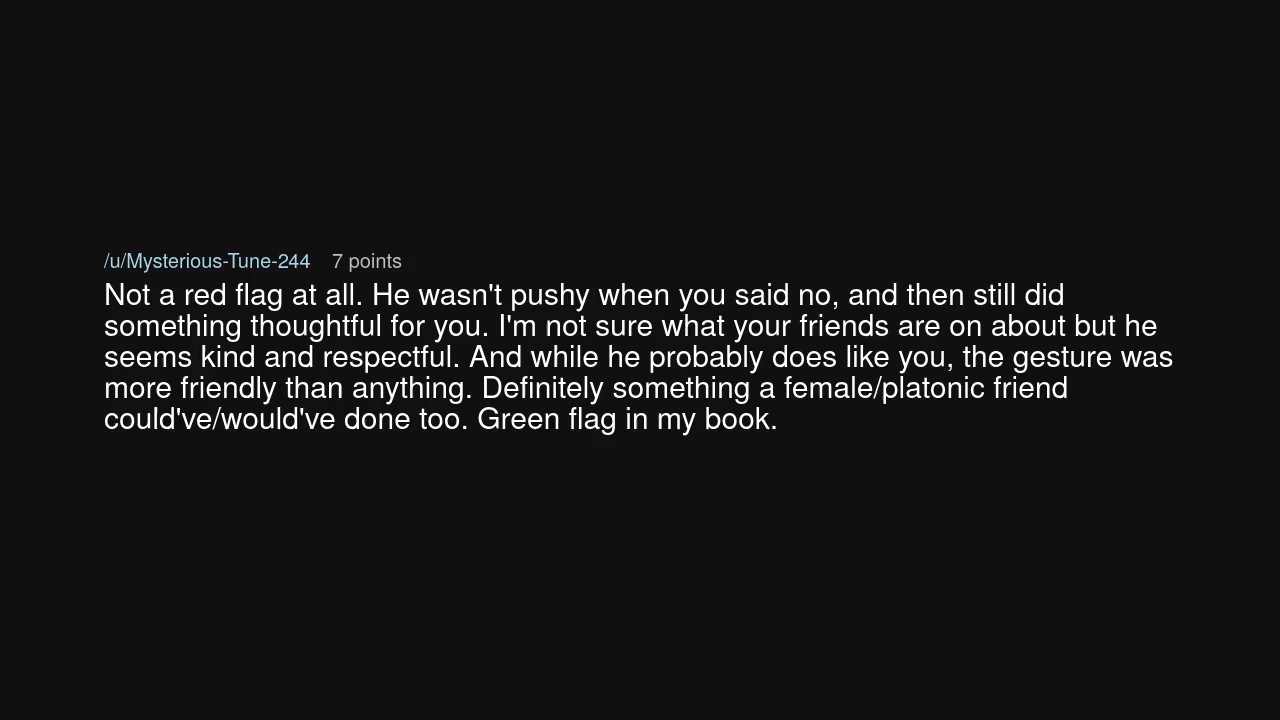 /u/Mysterious-Tune-244 7 points
Not a red flag at all. He wasn't pushy when you said no, and then still did
something thoughtful for you. I'm not sure what your friends are on about but he
seems kind and respectful. And while he probably does like you, the gesture was
more friendly than anything. Definitely something a female/platonic friend
could've/would've done too. Green flag in my book.